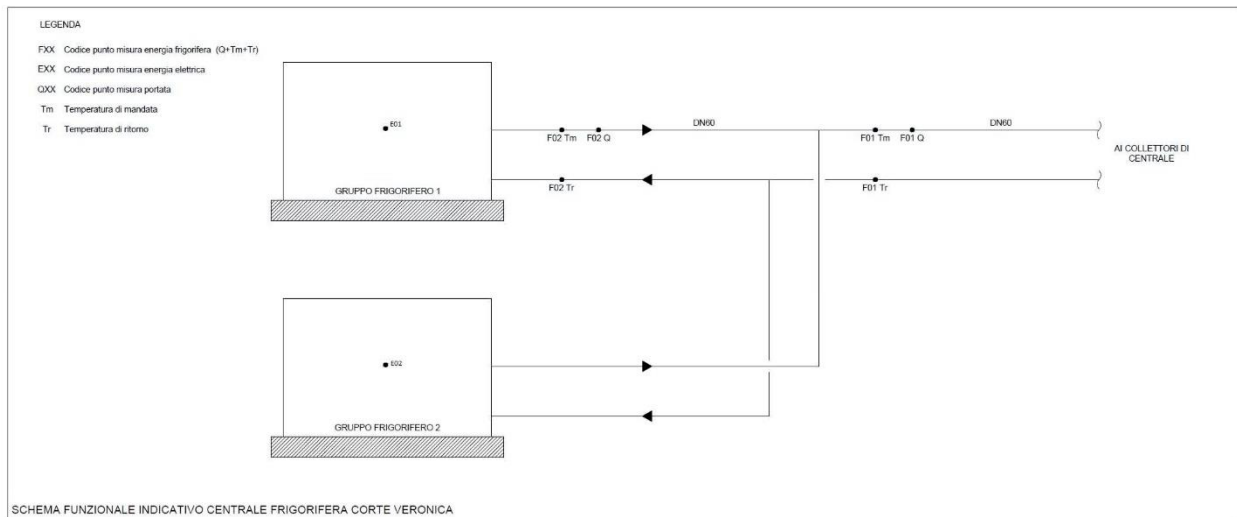 LEGENDA
FXX Codice punto misura energia frigorifera (Q+Tm+Tr)
EXX Codice punto misura energia elettrica
QXX Codice punto misura portata
Tm Temperatura di mandata
Tr Temperatura di ritorno
E01
GRUPPO FRIGORIFERO 1
F02 Tm F02 Q
DN60
F01 Tm F01 Q
DN60
F02 Tr
F01 Tr
AI COLLETTORI DI
CENTRALE
E02
GRUPPO FRIGORIFERO 2
SCHEMA FUNZIONALE INDICATIVO CENTRALE FRIGORIFERA CORTE VERONICA